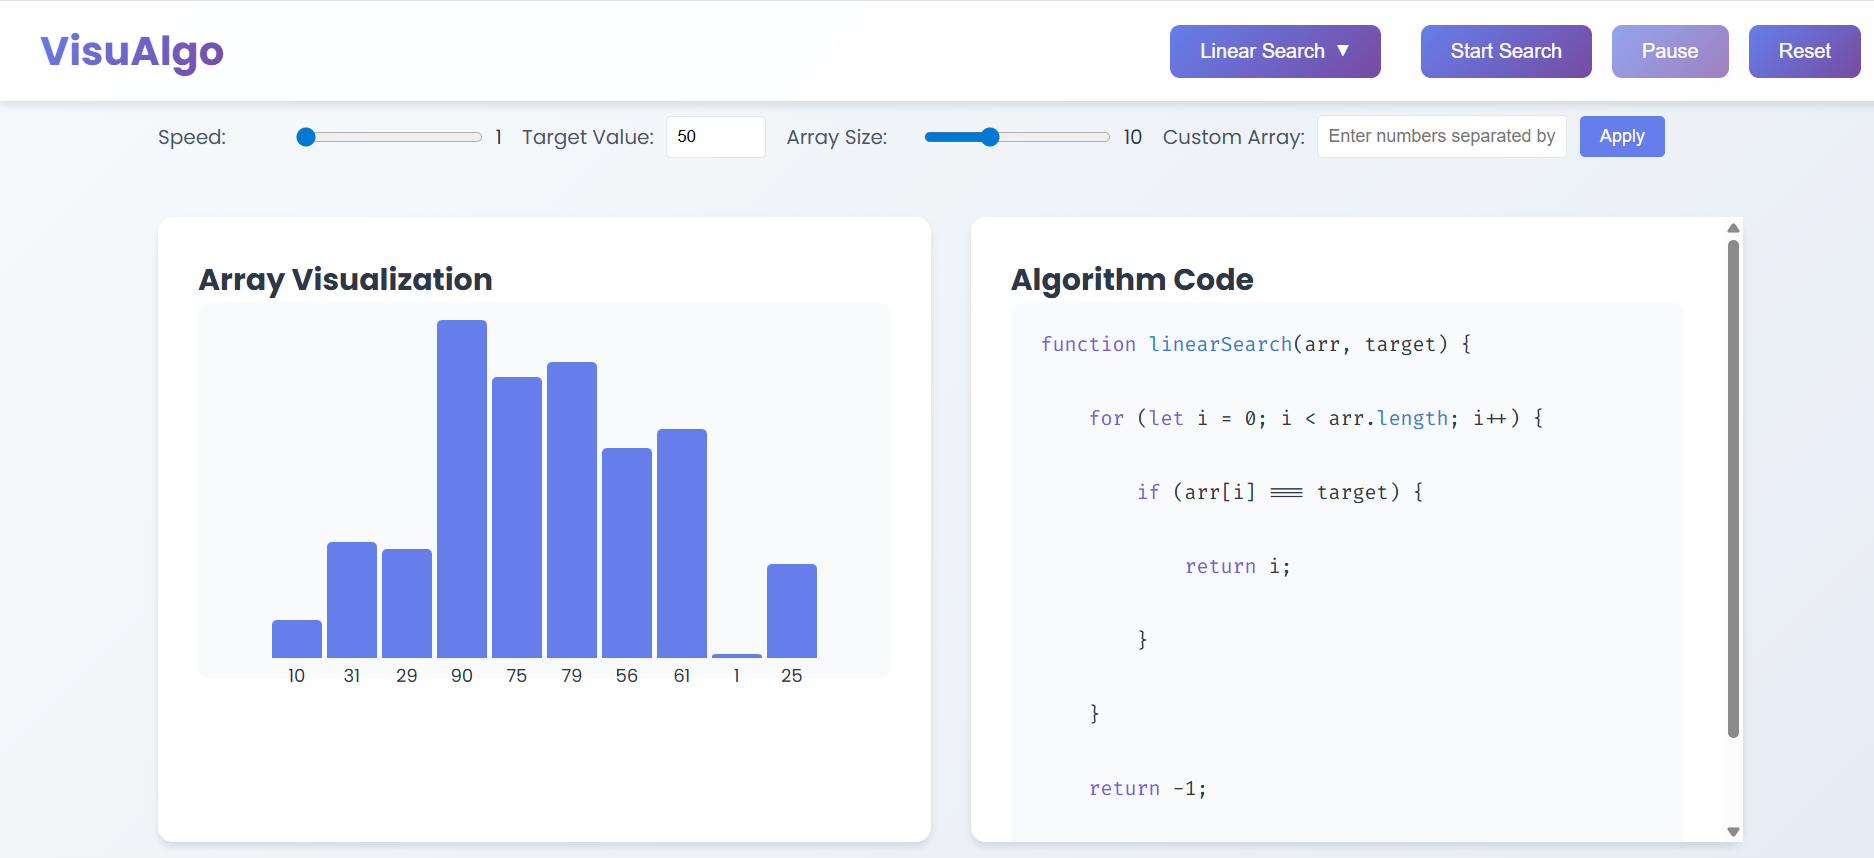 VisuAlgo
Linear Search ▼
Start Search
Pause
Reset
Speed: 1 Target Value: 50 Array Size: 10 Custom Array: Enter numbers separated by Apply
Array Visualization
10 31 29 90 75 79 56 61 1 25
Algorithm Code
function linearSearch(arr, target) {
for (let i = 0; i < arr.length; i++) {
if (arr[i] === target) {
return i;
}
}
return -1;